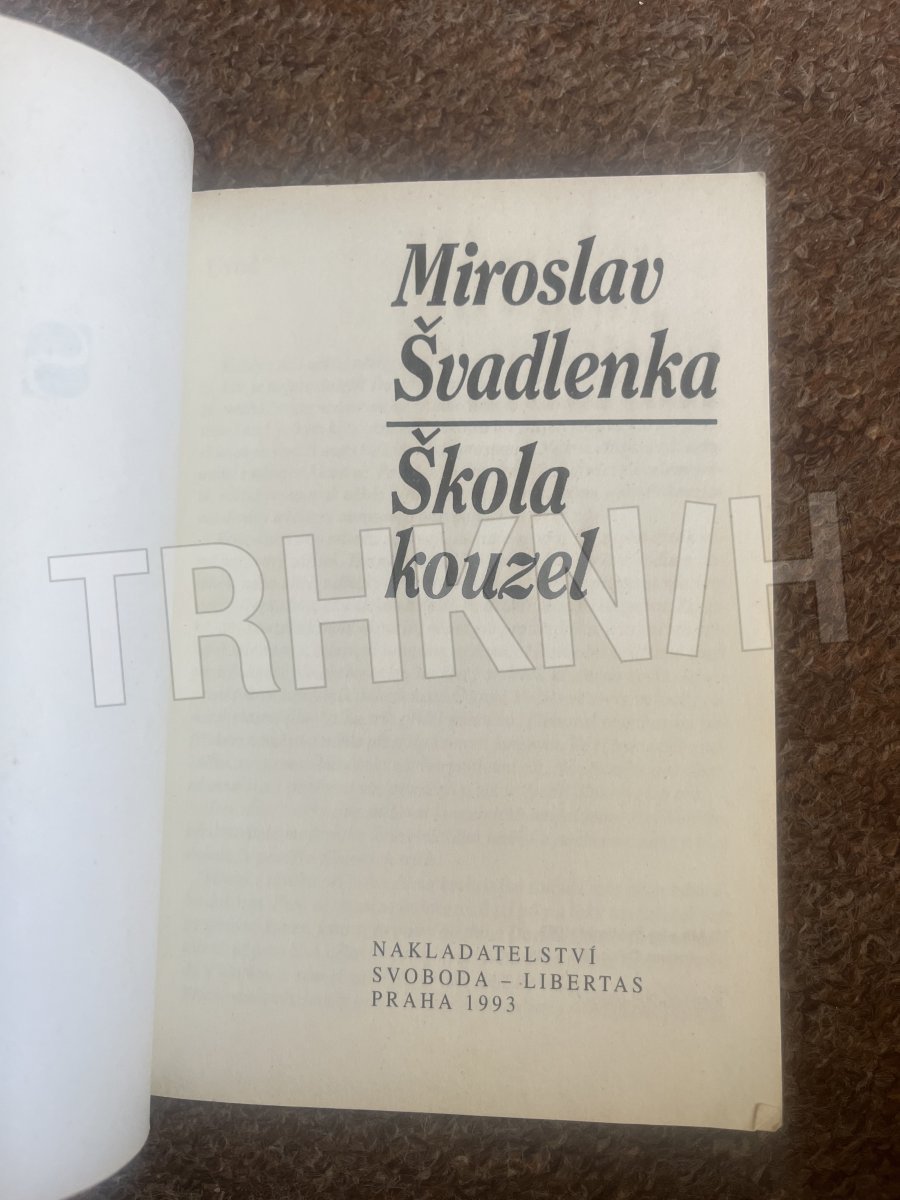 Miroslav
Švadlenka
Škola
kouzel
TRHKNIH
NAKLADATELSTVÍ
SVOBODA – LIBERTAS
PRAHA 1993